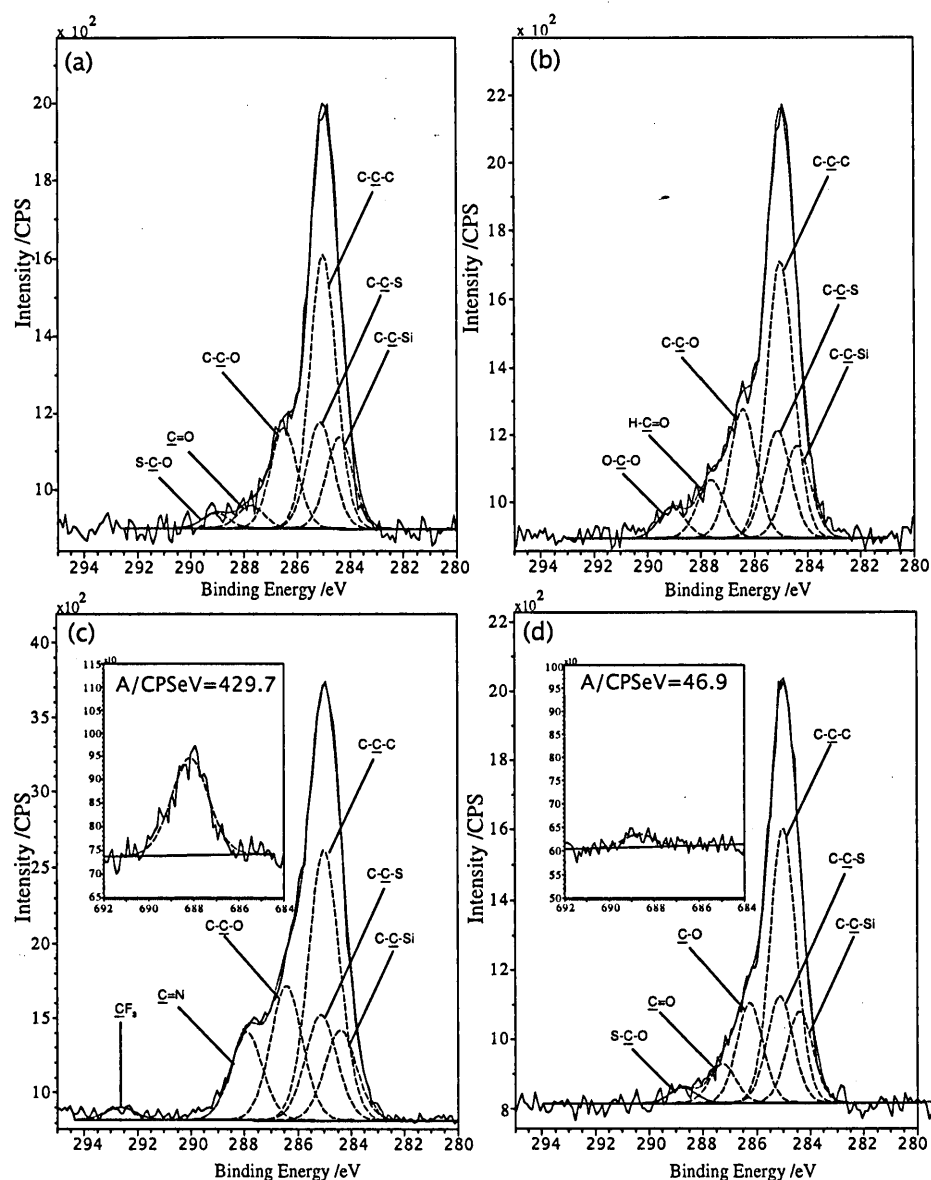 x 10²
(a)
Intensity /CPS
20
18
16
14
12
10
C-C-C
C-C-S
C-C-Si
C-C-O
C=O
S-C-O
294 292 290 288 286 284 282 280
Binding Energy /eV
x 10²
(b)
Intensity /CPS
22
20
18
16
14
12
10
C-C-C
C-C-S
C-C-Si
C-C-O
H-C=O
O-C-O
294 292 290 288 286 284 282 280
Binding Energy /eV
x10²
(c)
Intensity /CPS
40
35
30
25
20
15
10
x10
A/CPSeV=429.7
115
110
105
100
95
90
85
80
75
70
65
692 690 688 686 684
C-C-C
C-C-S
C-C-Si
C-C-O
C=N
CF₃
294 292 290 288 286 284 282 280
Binding Energy /eV
x10²
(d)
Intensity /CPS
22
20
18
16
14
12
10
8
x10
A/CPSeV=46.9
100
95
90
85
80
75
70
65
60
55
50
692 690 688 686 684
C-C-C
C-C-S
C-C-Si
C-O
C=O
S-C-O
294 292 290 288 286 284 282 280
Binding Energy /eV